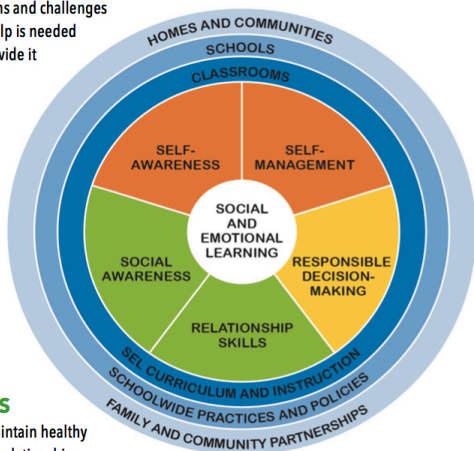 ns and challenges
lp is needed
vide it
HOMES AND COMMUNITIES
SCHOOLS
CLASSROOMS
SELF-
AWARENESS
SELF-
MANAGEMENT
SOCIAL
AND
EMOTIONAL
LEARNING
SOCIAL
AWARENESS
RESPONSIBLE
DECISION-
MAKING
RELATIONSHIP
SKILLS
SEL CURRICULUM AND INSTRUCTION
SCHOOLWIDE PRACTICES AND POLICIES
FAMILY AND COMMUNITY PARTNERSHIPS
S
intain healthy